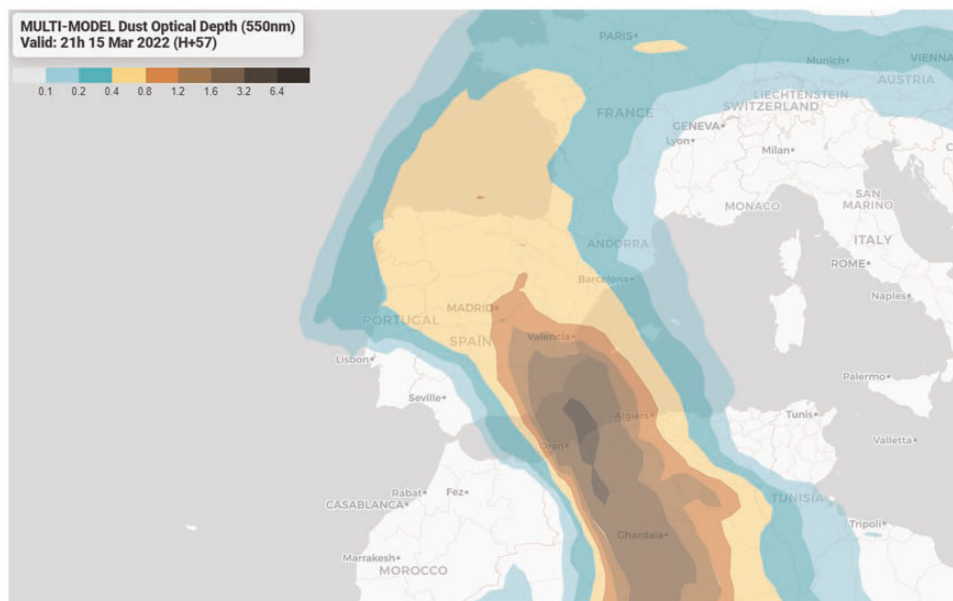 MULTI-MODEL Dust Optical Depth (550nm)
Valid: 21h 15 Mar 2022 (H+57)
0.1 0.2 0.4 0.8 1.2 1.6 3.2 6.4
PARIS
Munich
VIENNA
AUSTRIA
LIECHTENSTEIN
SWITZERLAND
FRANCE
GENEVA
Lyon
Milan
C
SAN
MARINO
MONACO
ANDORRA
ITALY
ROME
Barcelona
Naples
MADRID
PORTUGAL
Valencia
SPAIN
Lisbon
Palermo
Seville
Algiers
Tunis
Oran
Valletta
Rabat
Fez
CASABLANCA
TUNISIA
Tripoli
Ghardaia
Marrakesh
MOROCCO